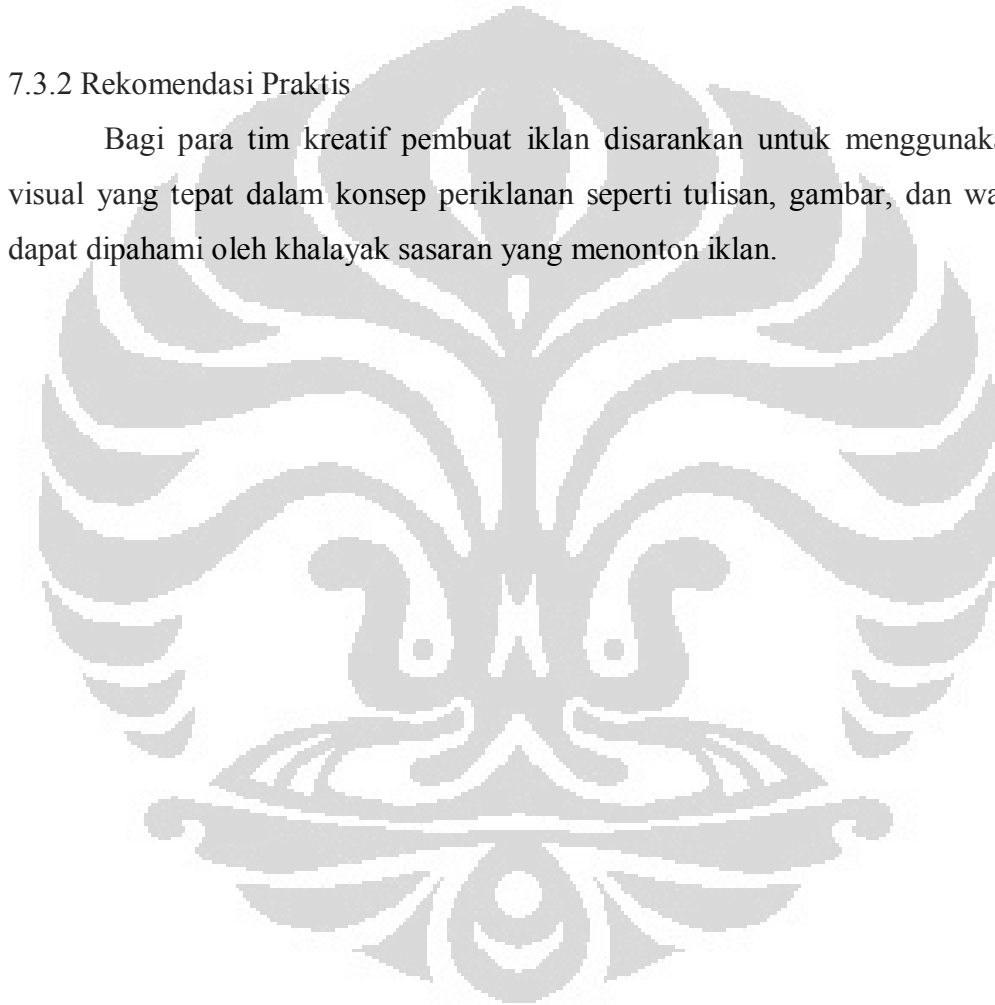 7.3.2 Rekomendasi Praktis
Bagi para tim kreatif pembuat iklan disarankan untuk menggunaka
visual yang tepat dalam konsep periklanan seperti tulisan, gambar, dan wa
dapat dipahami oleh khalayak sasaran yang menonton iklan.